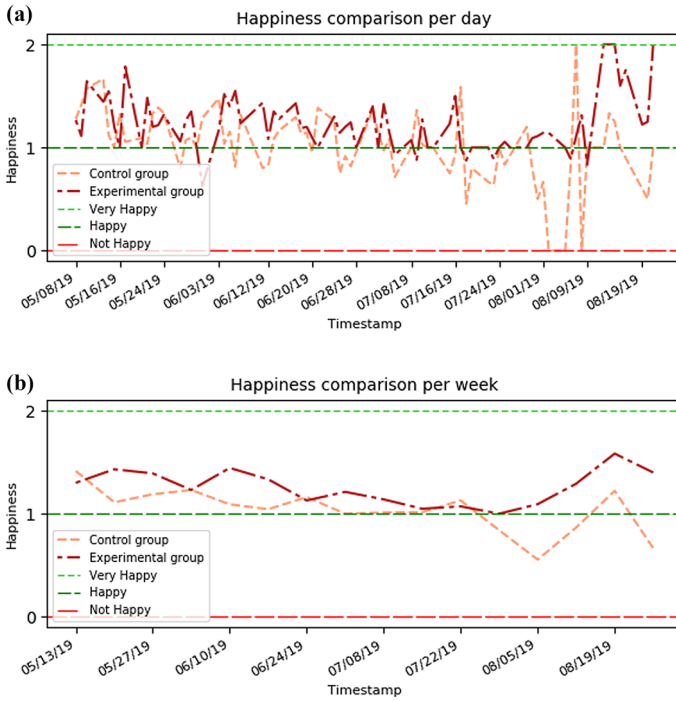 (a)
Happiness comparison per day
2
1
0
Happiness
Control group
Experimental group
Very Happy
Happy
Not Happy
05/08/19
05/16/19
05/24/19
06/03/19
06/12/19
06/20/19
06/28/19
07/08/19
07/16/19
07/24/19
08/01/19
08/09/19
08/19/19
Timestamp
(b)
Happiness comparison per week
2
1
0
Happiness
Control group
Experimental group
Very Happy
Happy
Not Happy
05/13/19
05/27/19
06/10/19
06/24/19
07/08/19
07/22/19
08/05/19
08/19/19
Timestamp